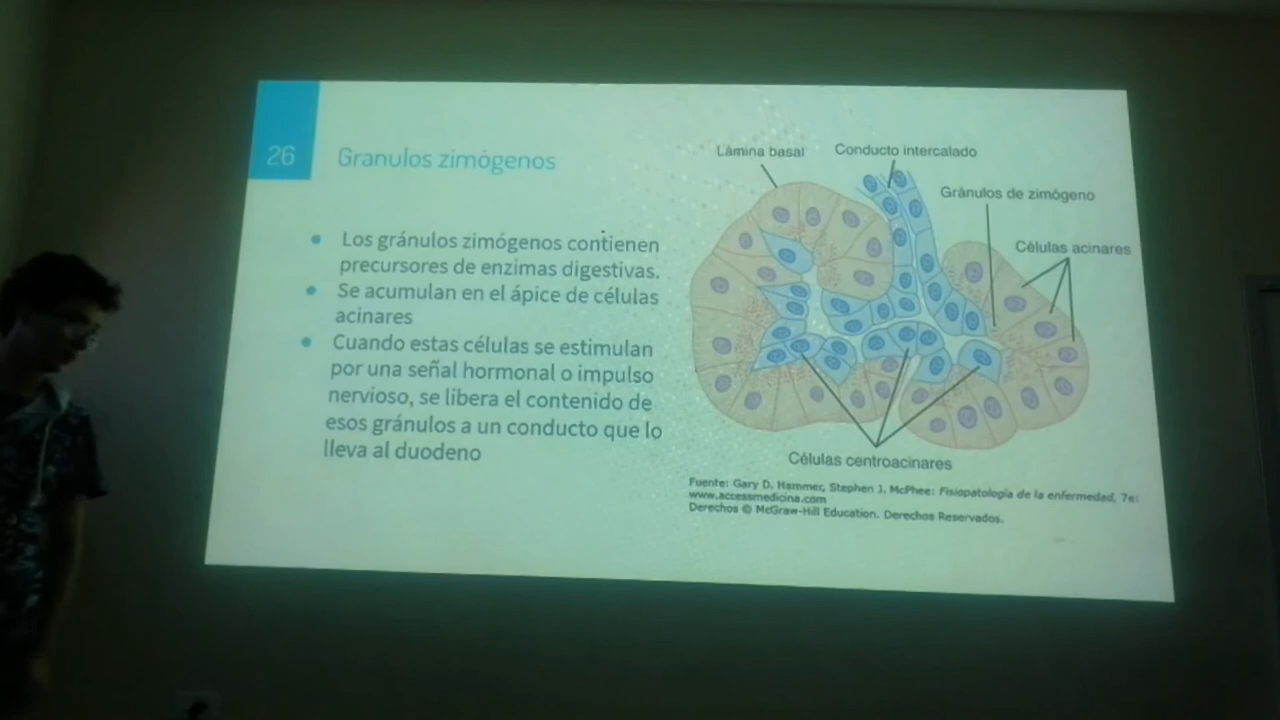 26
Granulos zimógenos
Los gránulos zimógenos contienen
precursores de enzimas digestivas.
Se acumulan en el ápice de células
acinares
Cuando estas células se estimulan
por una señal hormonal o impulso
nervioso, se libera el contenido de
esos gránulos a un conducto que lo
lleva al duodeno
Lámina basal
Conducto intercalado
Gránulos de zimógeno
Células acinares
Células centroacinares
Fuente: Gary D. Hammer, Stephen J. McPhee: Fisiopatología de la enfermedad, 7e:
www.accessmedicina.com
Derechos © McGraw-Hill Education. Derechos Reservados.